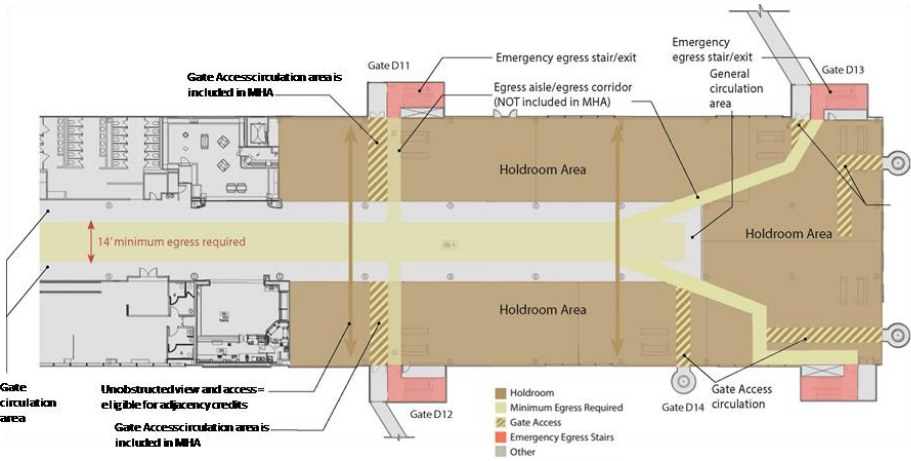 Gate D11
Emergency egress stair/exit
Emergency
egress stair/exit
Gate D13
General
circulation
area
Gate Access circulation area is
included in MHA
Egress aisle/egress corridor
(NOT included in MHA)
Holdroom Area
14' minimum egress required
Holdroom Area
Holdroom Area
Gate
circulation
area
Unobstructed view and access =
eligible for adjacency credits
Gate Access circulation area is
included in MHA
Gate D12
Gate D14
Gate Access
circulation
Holdroom
Minimum Egress Required
Gate Access
Emergency Egress Stairs
Other